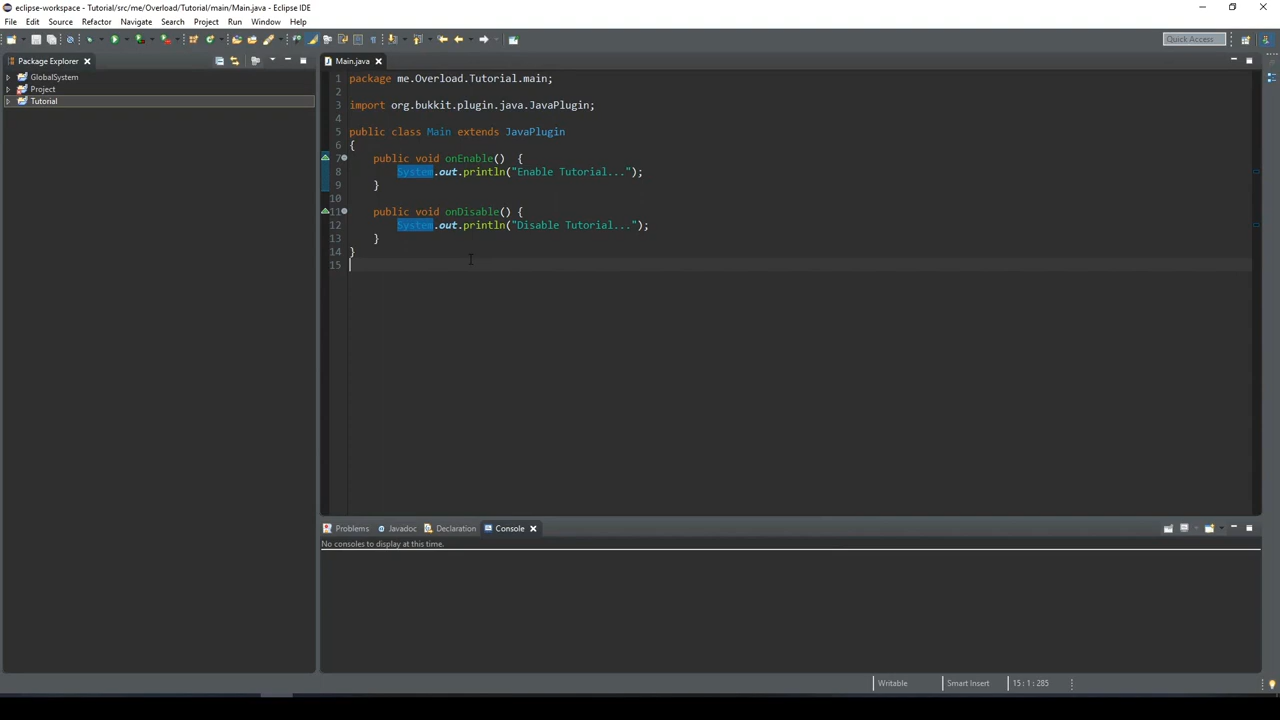 eclipse-workspace - Tutorial/src/me/Overload/Tutorial/main/Main.java - Eclipse IDE
File Edit Source Refactor Navigate Search Project Run Window Help
Quick Access
Package Explorer
GlobalSystem
Project
Tutorial
Main.java
1 package me.Overload.Tutorial.main;
2
3 import org.bukkit.plugin.java.JavaPlugin;
4
5 public class Main extends JavaPlugin
6 {
7 public void onEnable()  {
8 System.out.println("Enable Tutorial...");
9 }
10
11 public void onDisable() {
12 System.out.println("Disable Tutorial...");
13 }
14 }
15
Problems Javadoc Declaration Console
No consoles to display at this time.
Writable Smart Insert 15 : 1 : 285